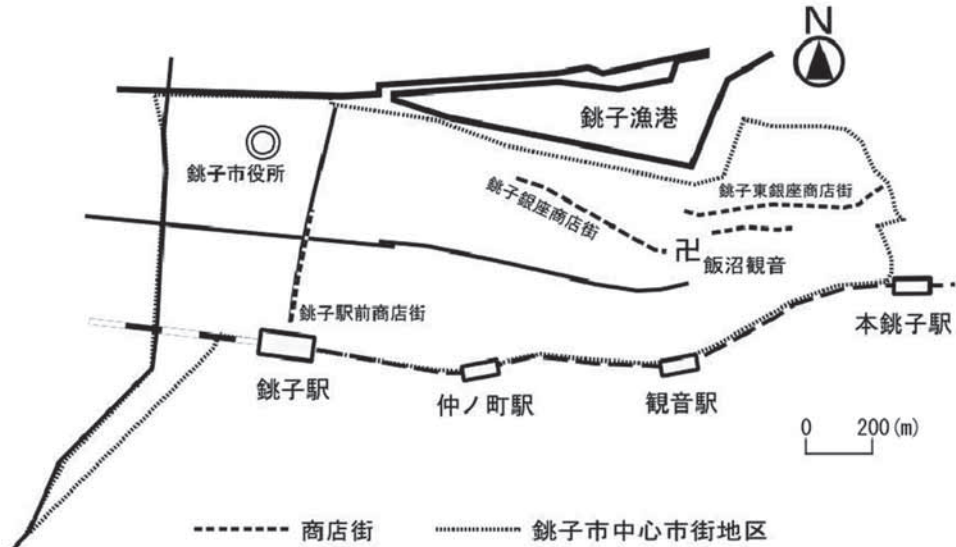 N
銚子漁港
銚子市役所
銚子銀座商店街
銚子東銀座商店街
卍 飯沼観音
銚子駅前商店街
本銚子駅
銚子駅
仲ノ町駅
観音駅
0 200(m)
商店街
銚子市中心市街地区